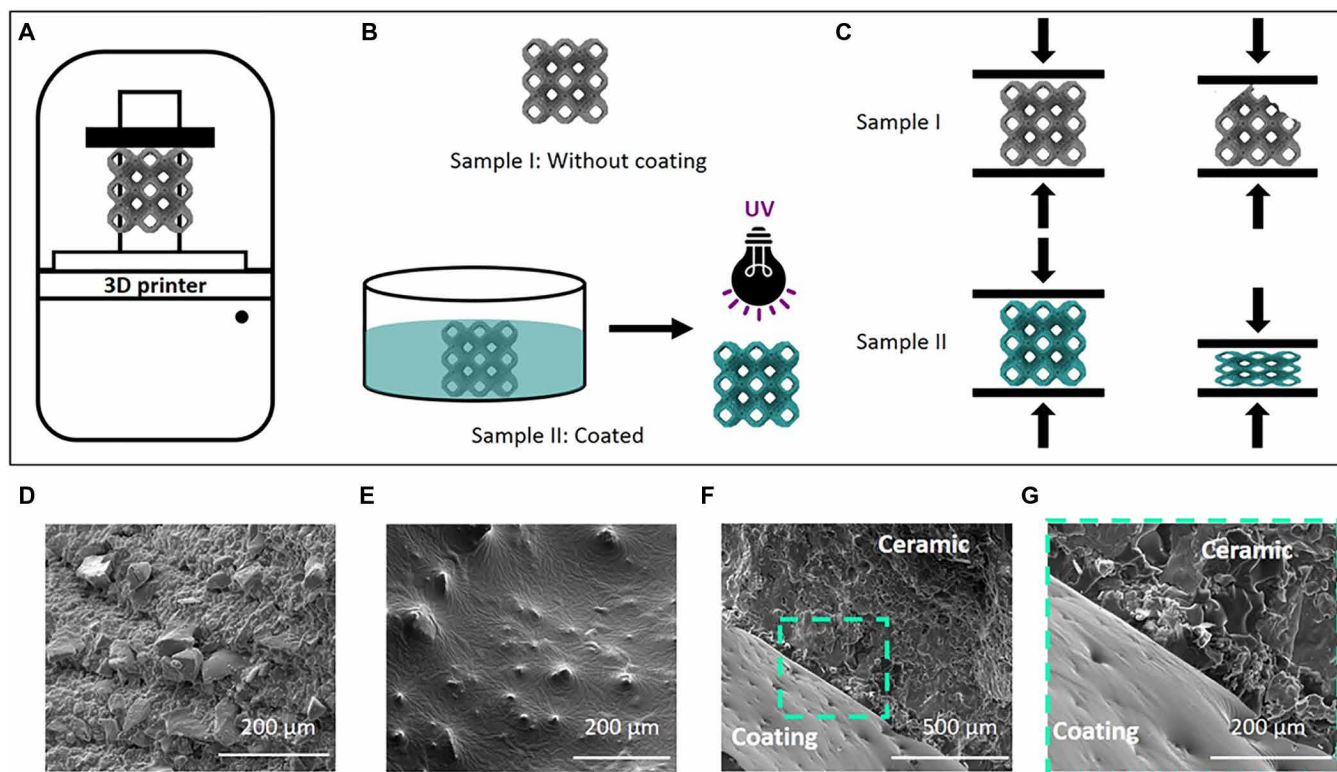 A
B
C
3D printer
Sample I: Without coating
UV
Sample II: Coated
Sample I
Sample II
D
E
F
G
200 µm
200 µm
Ceramic
Coating
500 µm
Ceramic
Coating
200 µm